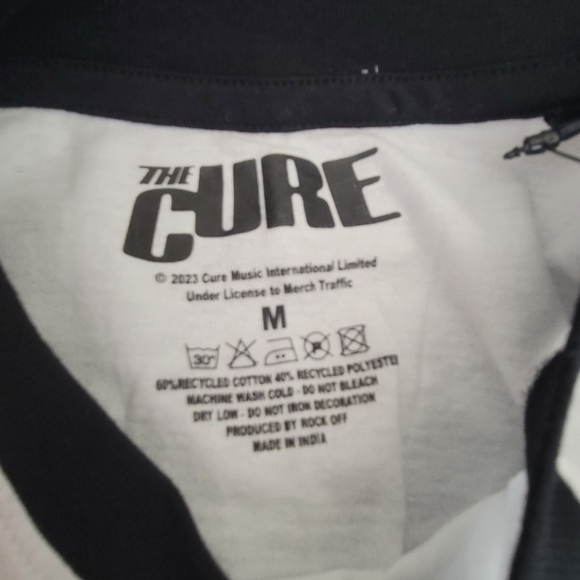 THE CURE
© 2023 Cure Music International Limited
Under License to Merch Traffic
M
30°
60%RECYCLED COTTON 40% RECYCLED POLYESTER
MACHINE WASH COLD - DO NOT BLEACH
DRY LOW - DO NOT IRON DECORATION
PRODUCED BY ROCK OFF
MADE IN INDIA